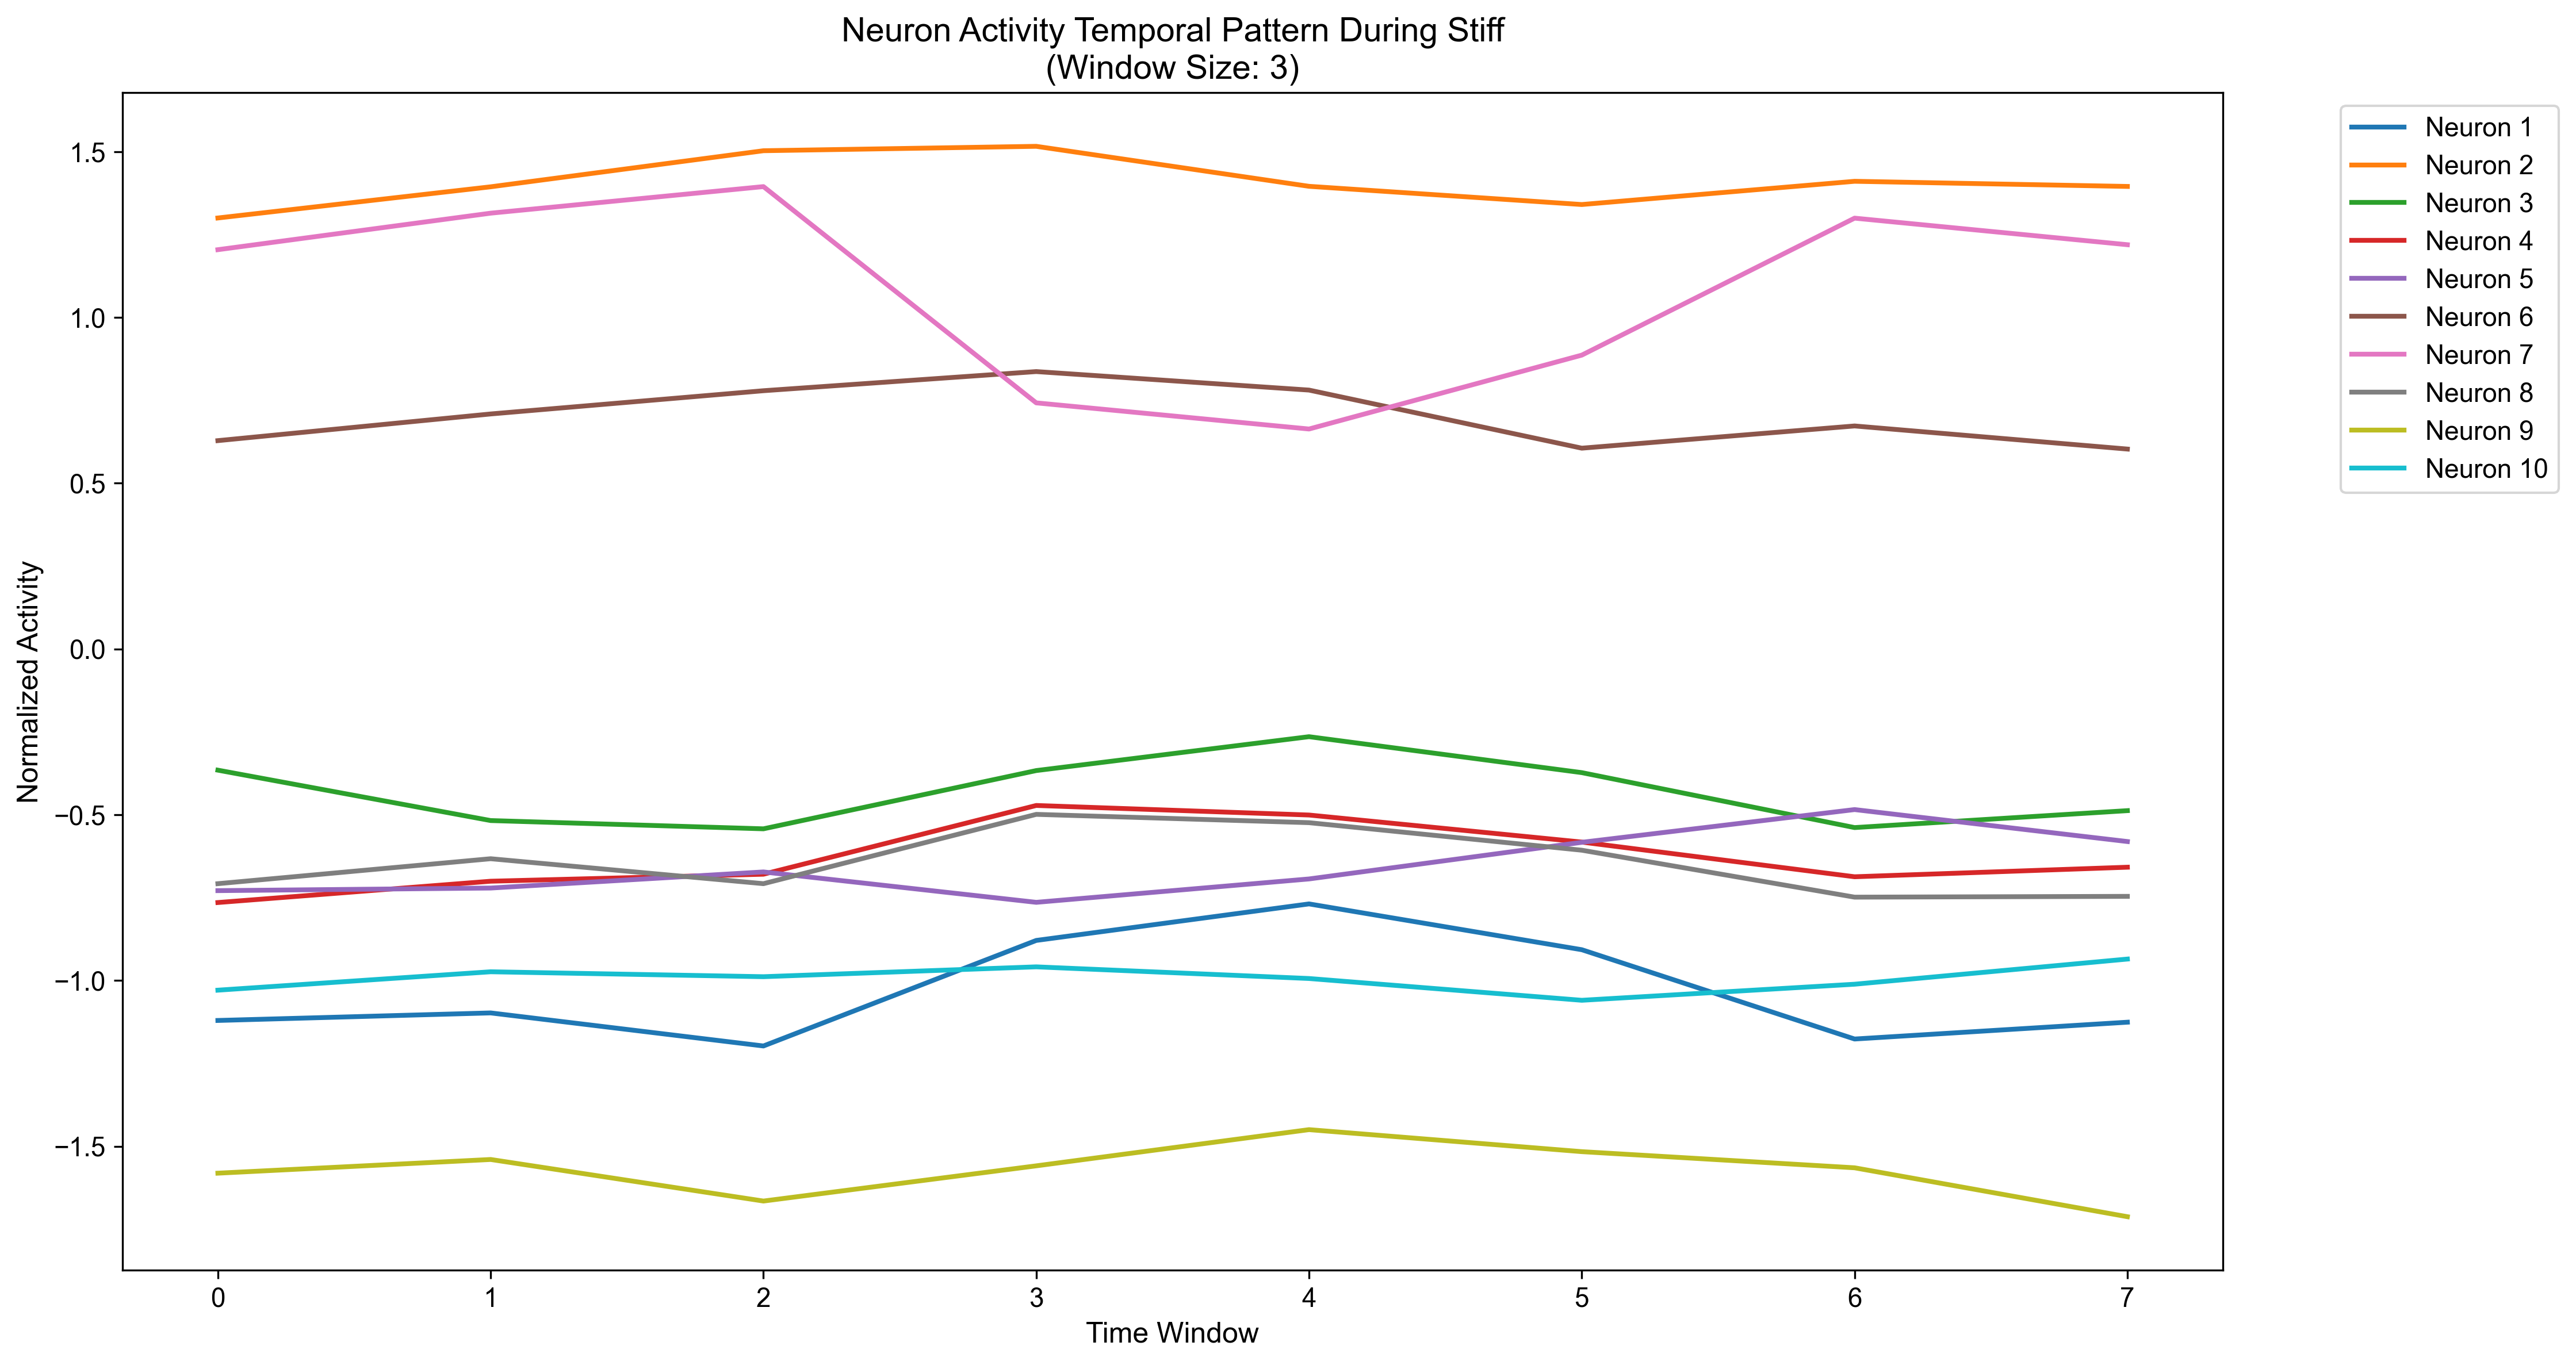 Neuron Activity Temporal Pattern During Stiff
(Window Size: 3)
Normalized Activity
1.5
1.0
0.5
0.0
−0.5
−1.0
−1.5
0 1 2 3 4 5 6 7
Time Window
Neuron 1
Neuron 2
Neuron 3
Neuron 4
Neuron 5
Neuron 6
Neuron 7
Neuron 8
Neuron 9
Neuron 10